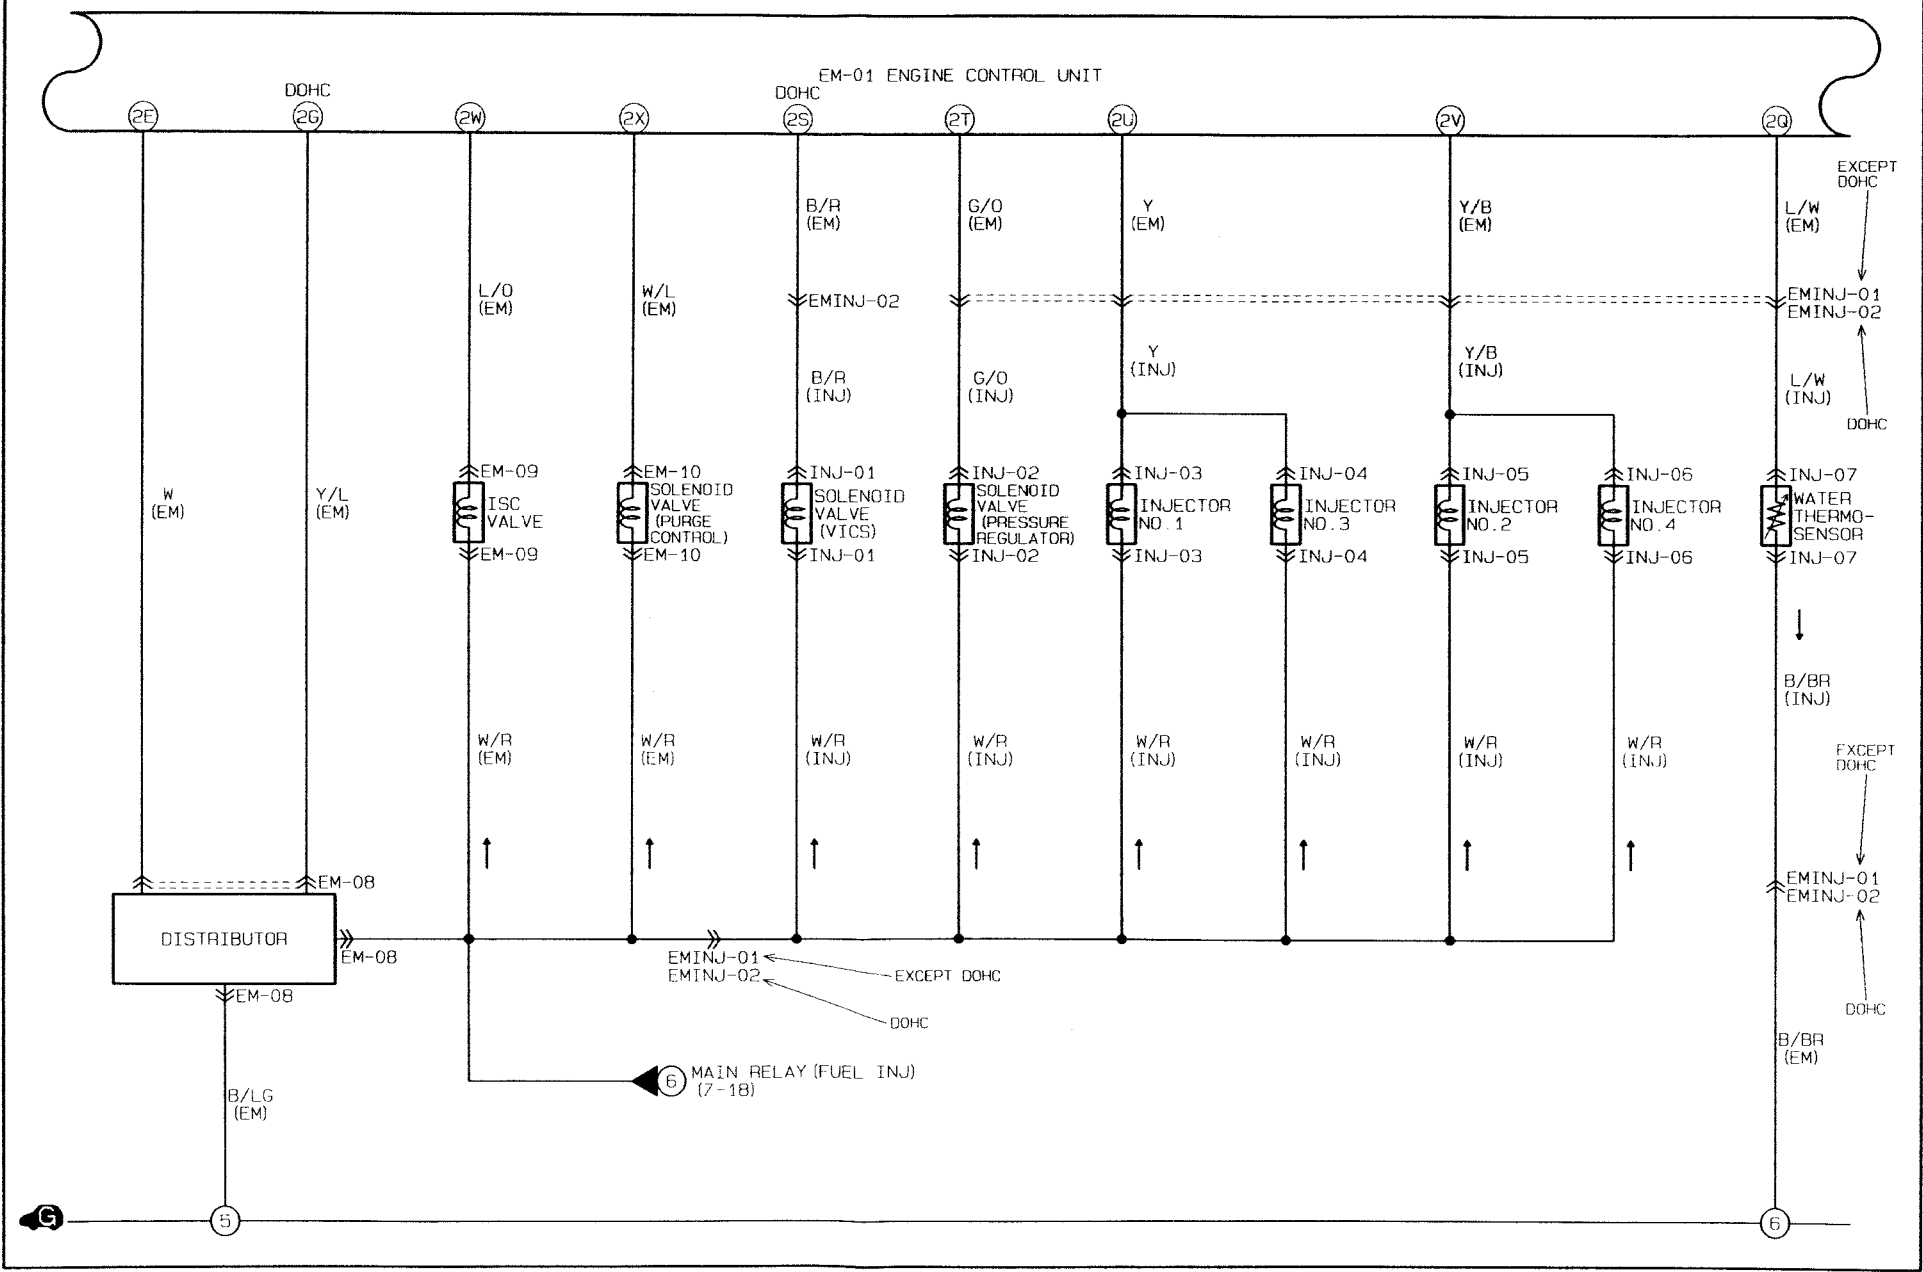 EM-01 ENGINE CONTROL UNIT
DOHC
DOHC
2E
2G
2W
2X
2S
2T
2U
2V
2Q
EXCEPT
DOHC
B/R
(EM)
G/O
(EM)
Y
(EM)
Y/B
(EM)
L/W
(EM)
L/O
(EM)
W/L
(EM)
EMINJ-02
EMINJ-01
EMINJ-02
B/R
(INJ)
G/O
(INJ)
Y
(INJ)
Y/B
(INJ)
L/W
(INJ)
DOHC
W
(EM)
Y/L
(EM)
EM-09
ISC
VALVE
EM-09
EM-10
SOLENOID
VALVE
(PURGE
CONTROL)
EM-10
INJ-01
SOLENOID
VALVE
(VICS)
INJ-01
INJ-02
SOLENOID
VALVE
(PRESSURE
REGULATOR)
INJ-02
INJ-03
INJECTOR
NO.1
INJ-03
INJ-04
INJECTOR
NO.3
INJ-04
INJ-05
INJECTOR
NO.2
INJ-05
INJ-06
INJECTOR
NO.4
INJ-06
INJ-07
WATER
THERMO-
SENSOR
INJ-07
B/BR
(INJ)
W/R
(EM)
W/R
(EM)
W/R
(INJ)
W/R
(INJ)
W/R
(INJ)
W/R
(INJ)
W/R
(INJ)
W/R
(INJ)
EXCEPT
DOHC
EM-08
EMINJ-01
EMINJ-02
DISTRIBUTOR
EM-08
EMINJ-01
EMINJ-02
EXCEPT DOHC
DOHC
DOHC
EM-08
B/BR
(EM)
6 MAIN RELAY (FUEL INJ)
(7-18)
B/LG
(EM)
G
5
6